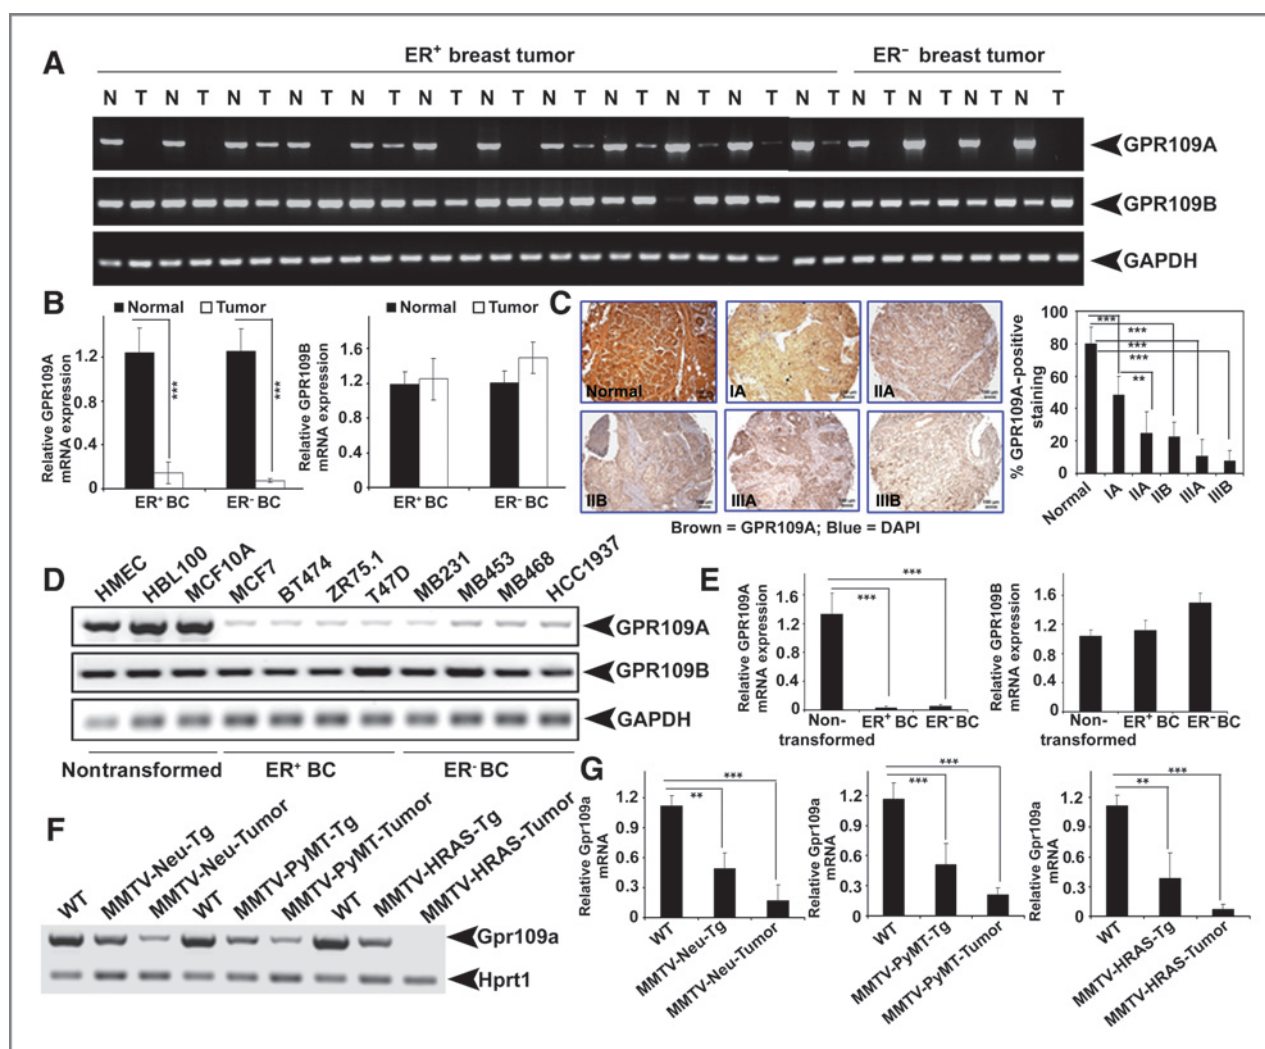 A
ER⁺ breast tumor
ER⁻ breast tumor
N T N T N T N T N T N T N T N T N T N T N T N T N T N T N T N T
GPR109A
GPR109B
GAPDH
B
Normal Tumor
Relative GPR109A
mRNA expression
1.2
0.8
0.4
0
***
***
ER⁺ BC
ER⁻ BC
Relative GPR109B
mRNA expression
1.6
1.2
0.8
0.4
0
ER⁺ BC
ER⁻ BC
C
Normal
IA
IIA
IIB
IIIA
IIIB
Brown = GPR109A; Blue = DAPI
% GPR109A-positive
staining
100
80
60
40
20
0
***
***
***
***
**
Normal
IA
IIA
IIB
IIIA
IIIB
D
HMEC
HBL100
MCF10A
MCF7
BT474
ZR75.1
T47D
MB231
MB453
MB468
HCC1937
GPR109A
GPR109B
GAPDH
Nontransformed
ER⁺ BC
ER⁻ BC
E
Relative GPR109A
mRNA expression
1.6
1.2
0.8
0.4
0
***
***
Non-
transformed
ER⁺ BC
ER⁻ BC
Relative GPR109B
mRNA expression
1.6
1.2
1.8
0.4
0
Non-
transformed
ER⁺ BC
ER⁻ BC
F
WT
MMTV-Neu-Tg
MMTV-Neu-Tumor
WT
MMTV-PyMT-Tg
MMTV-PyMT-Tumor
WT
MMTV-HRAS-Tg
MMTV-HRAS-Tumor
Gpr109a
Hprt1
G
Relative Gpr109a
mRNA
1.2
0.9
0.6
0.3
0
***
**
WT
MMTV-Neu-Tg
MMTV-Neu-Tumor
Relative Gpr109a
mRNA
1.2
0.9
0.6
0.3
0
***
***
WT
MMTV-PyMT-Tg
MMTV-PyMT-Tumor
Relative Gpr109a
mRNA
1.2
0.9
0.6
0.3
0
***
**
WT
MMTV-HRAS-Tg
MMTV-HRAS-Tumor